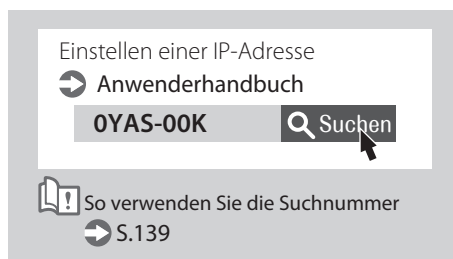 Einstellen einer IP-Adresse
Anwenderhandbuch
0YAS-00K Suchen
So verwenden Sie die Suchnummer
S.139